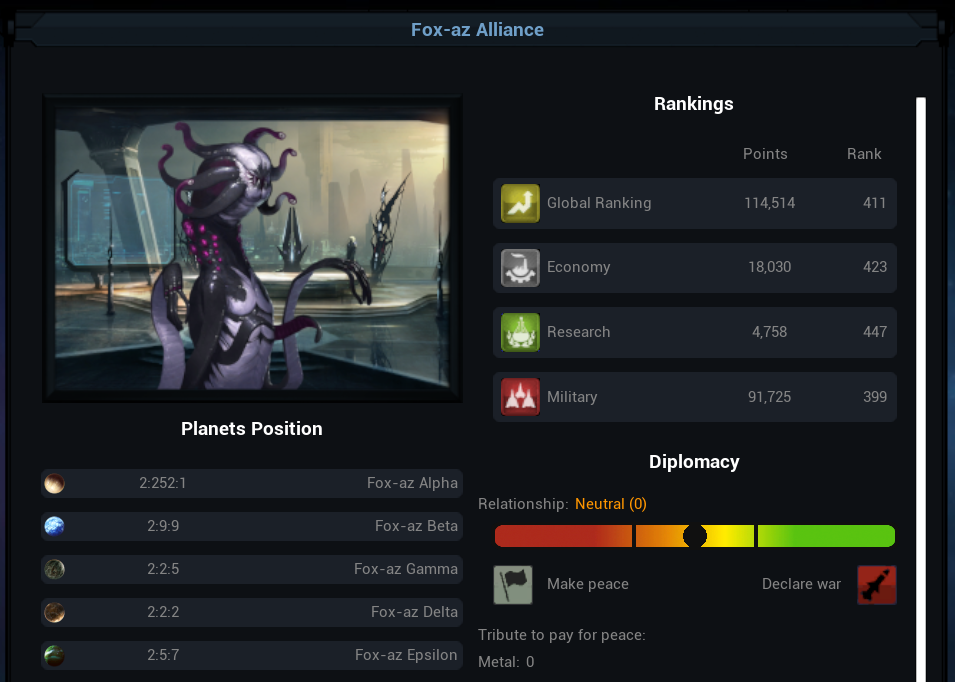 Fox-az Alliance
Rankings
Points Rank
Global Ranking 114,514 411
Economy 18,030 423
Research 4,758 447
Military 91,725 399
Planets Position
2:252:1 Fox-az Alpha
2:9:9 Fox-az Beta
2:2:5 Fox-az Gamma
2:2:2 Fox-az Delta
2:5:7 Fox-az Epsilon
Diplomacy
Relationship: Neutral (0)
Make peace Declare war
Tribute to pay for peace:
Metal: 0